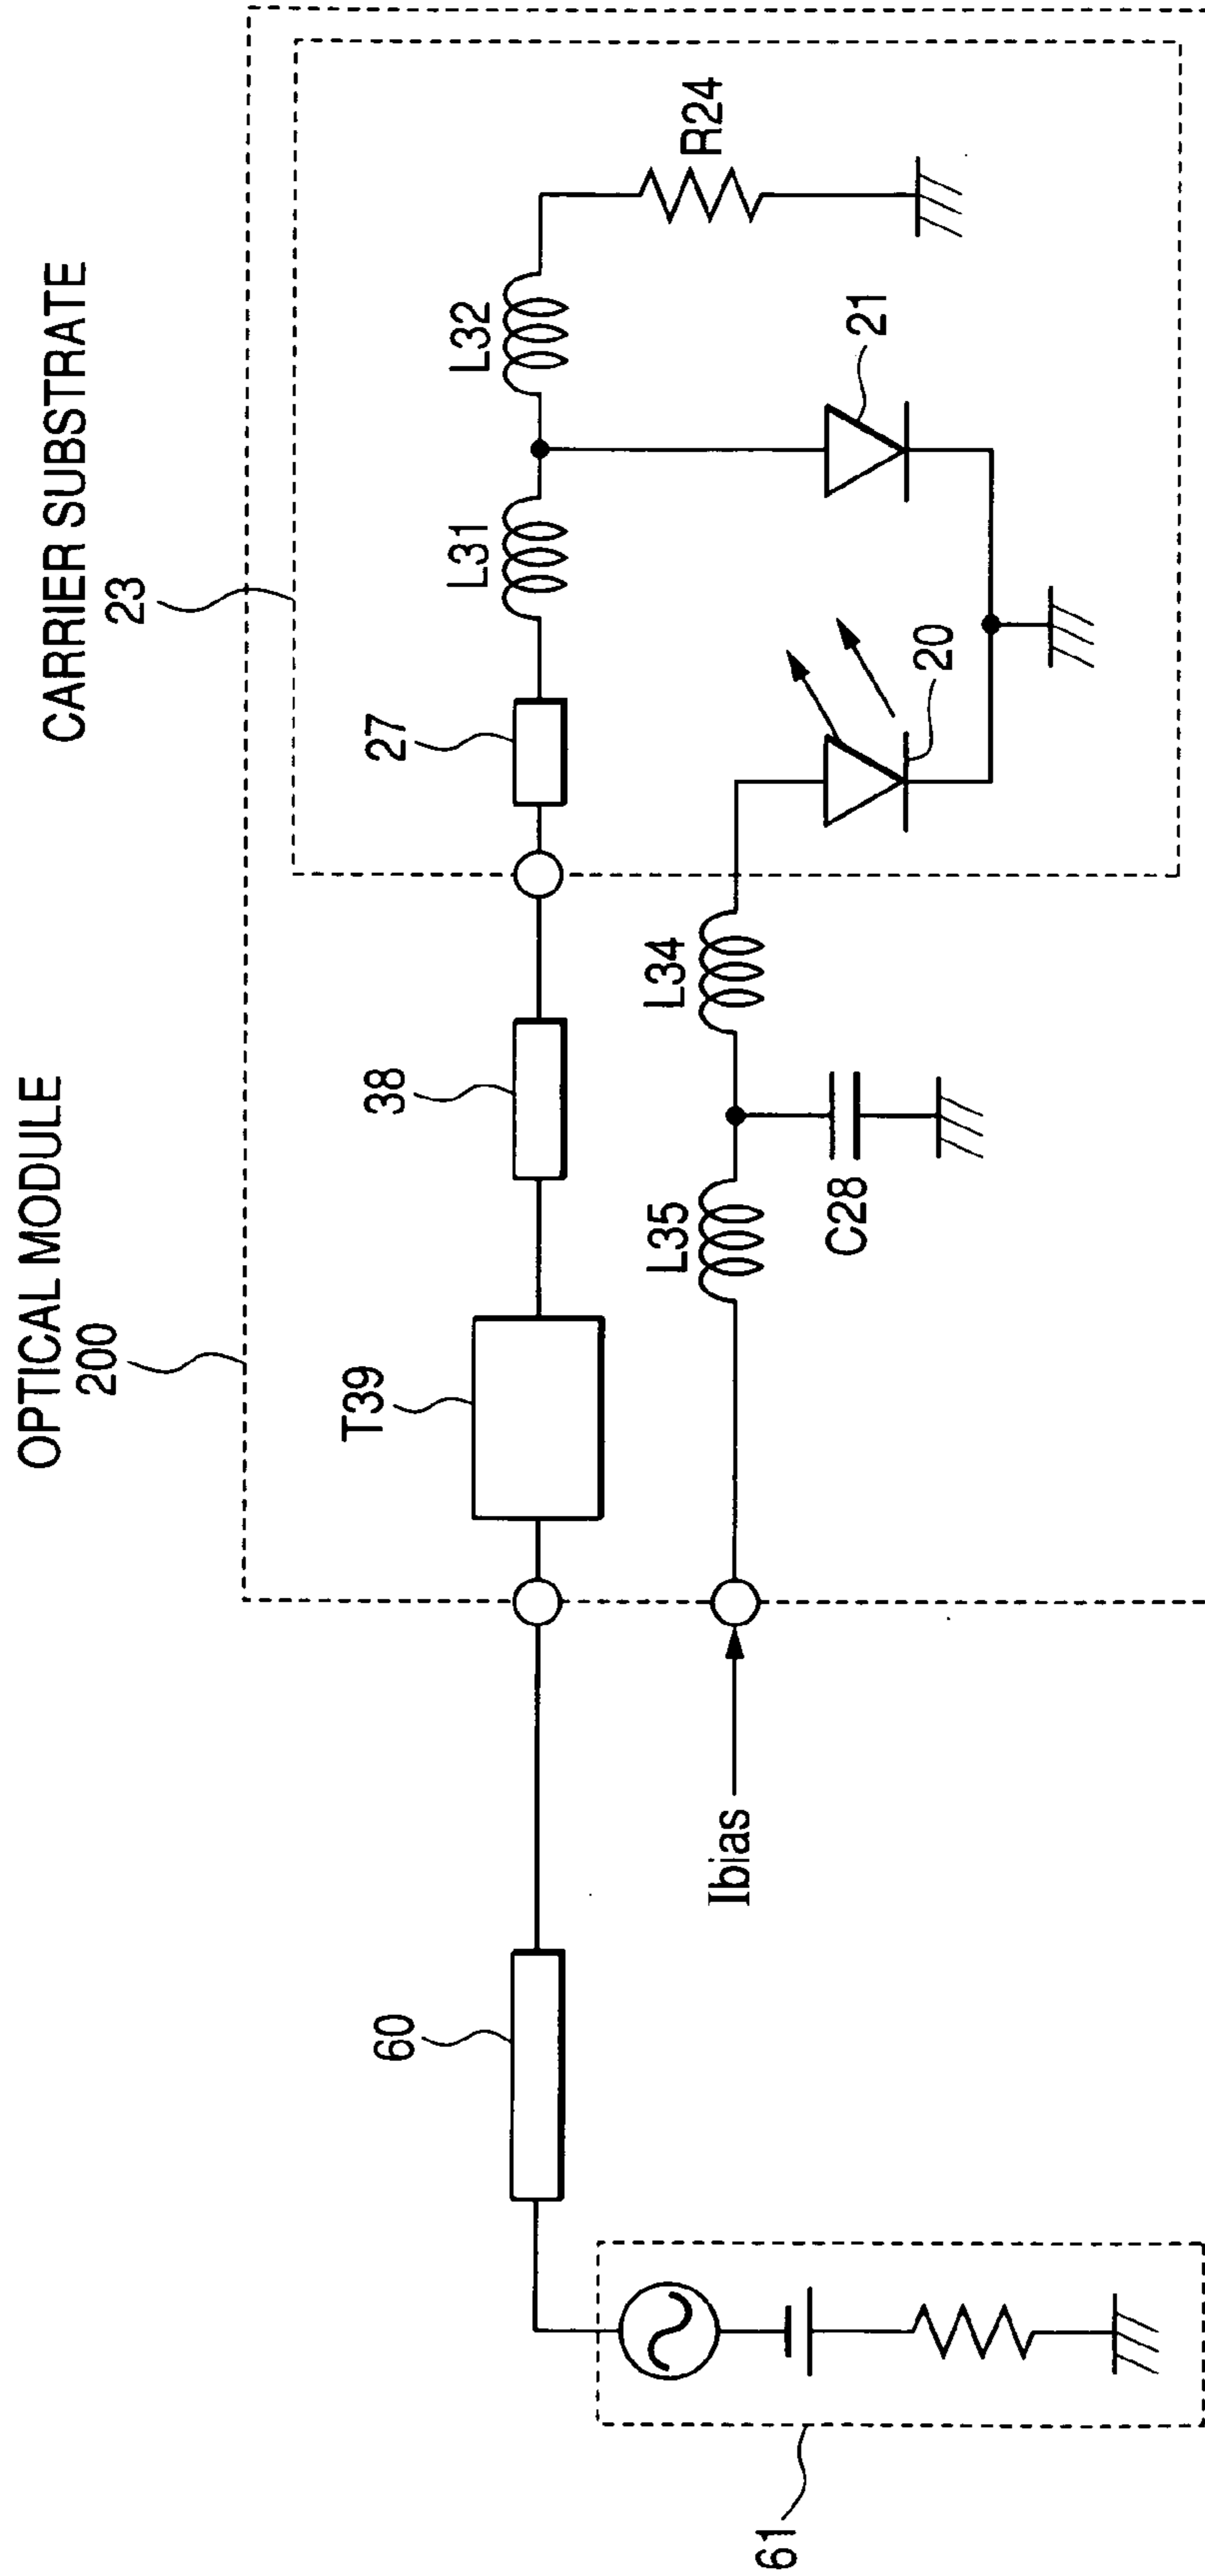 OPTICAL MODULE
200
CARRIER SUBSTRATE
23
61
60
T39
38
27
L31
L32
R24
Ibias
L35
C28
L34
20
21